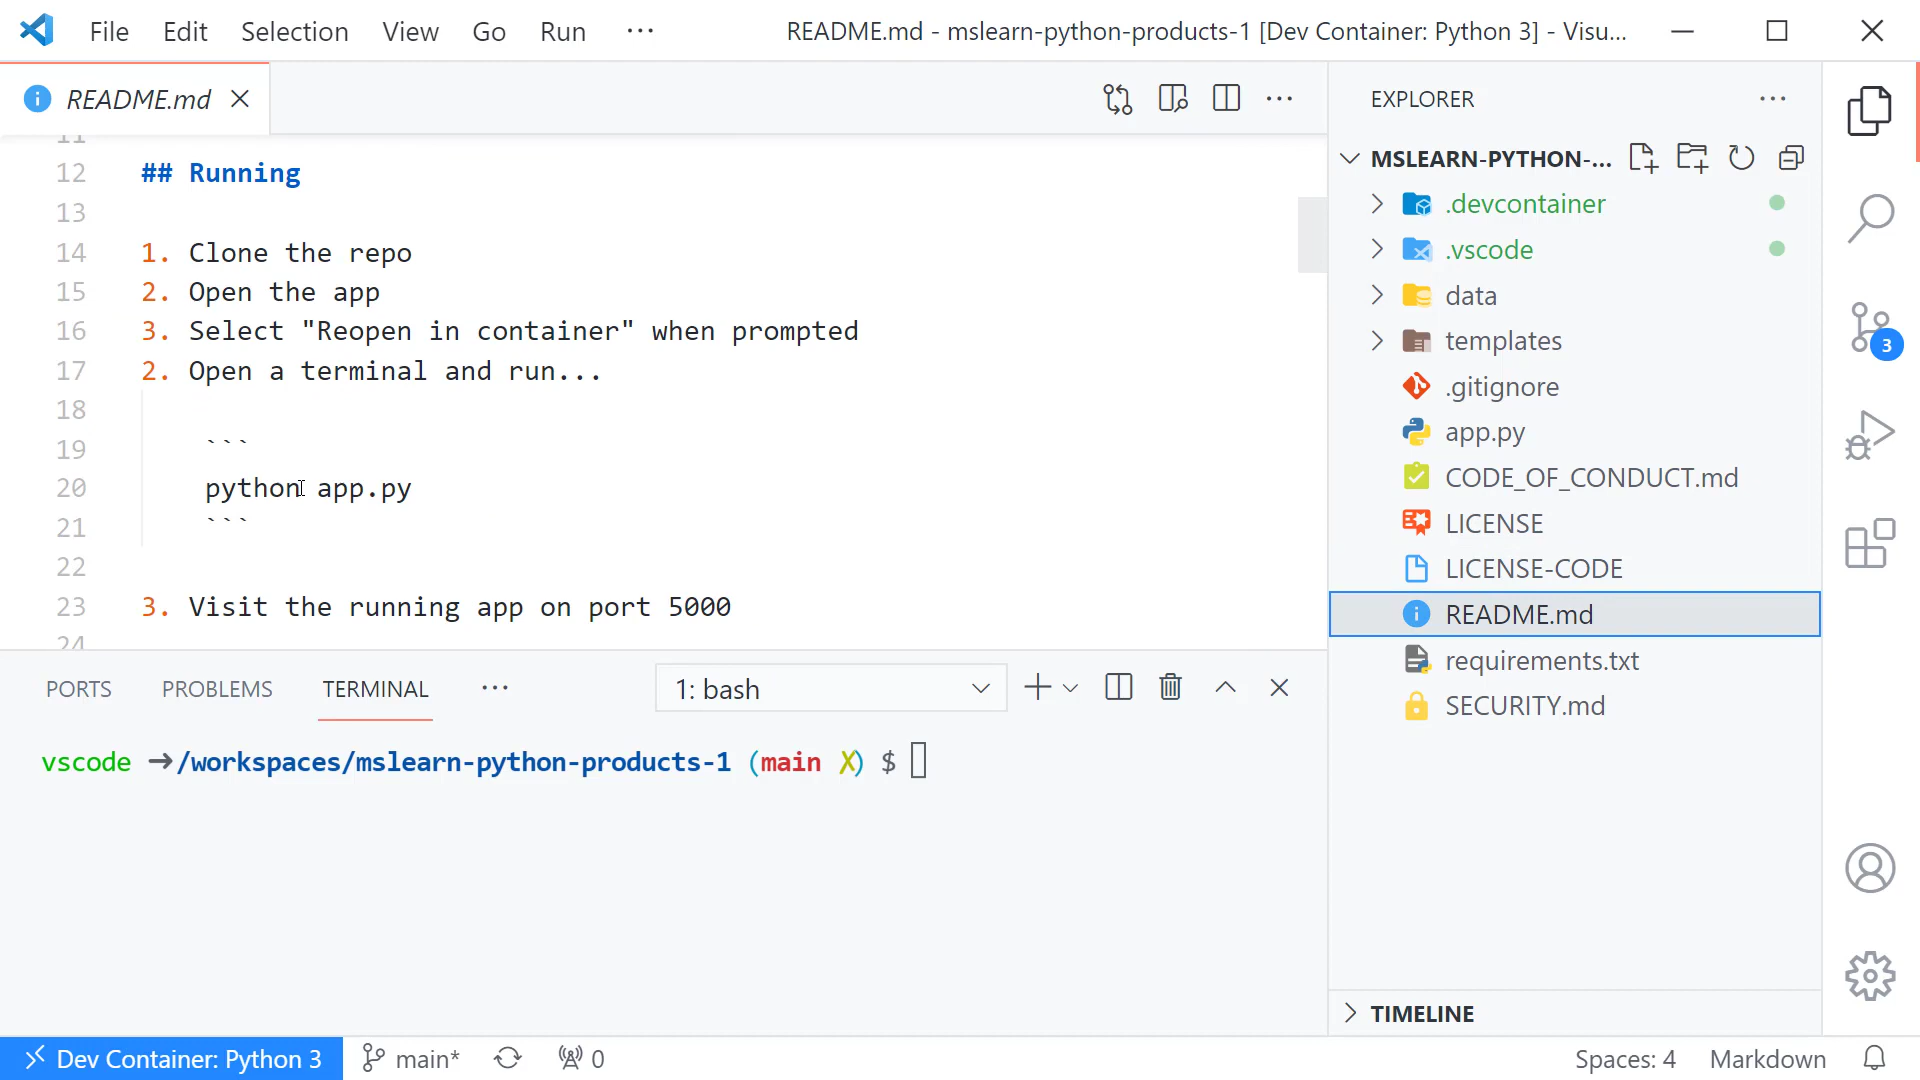 File Edit Selection View Go Run ··· README.md - mslearn-python-products-1 [Dev Container: Python 3] - Visu...
README.md
EXPLORER
MSLEARN-PYTHON-...
.devcontainer
.vscode
data
templates
.gitignore
app.py
CODE_OF_CONDUCT.md
LICENSE
LICENSE-CODE
README.md
requirements.txt
SECURITY.md
TIMELINE
3
11
12 ## Running
13
14 1. Clone the repo
15 2. Open the app
16 3. Select "Reopen in container" when prompted
17 2. Open a terminal and run...
18
19 ```
20 python app.py
21 ```
22
23 3. Visit the running app on port 5000
24
PORTS PROBLEMS TERMINAL ··· 1: bash
vscode ➜/workspaces/mslearn-python-products-1 (main ✗) $
Dev Container: Python 3 main* 0 Spaces: 4 Markdown